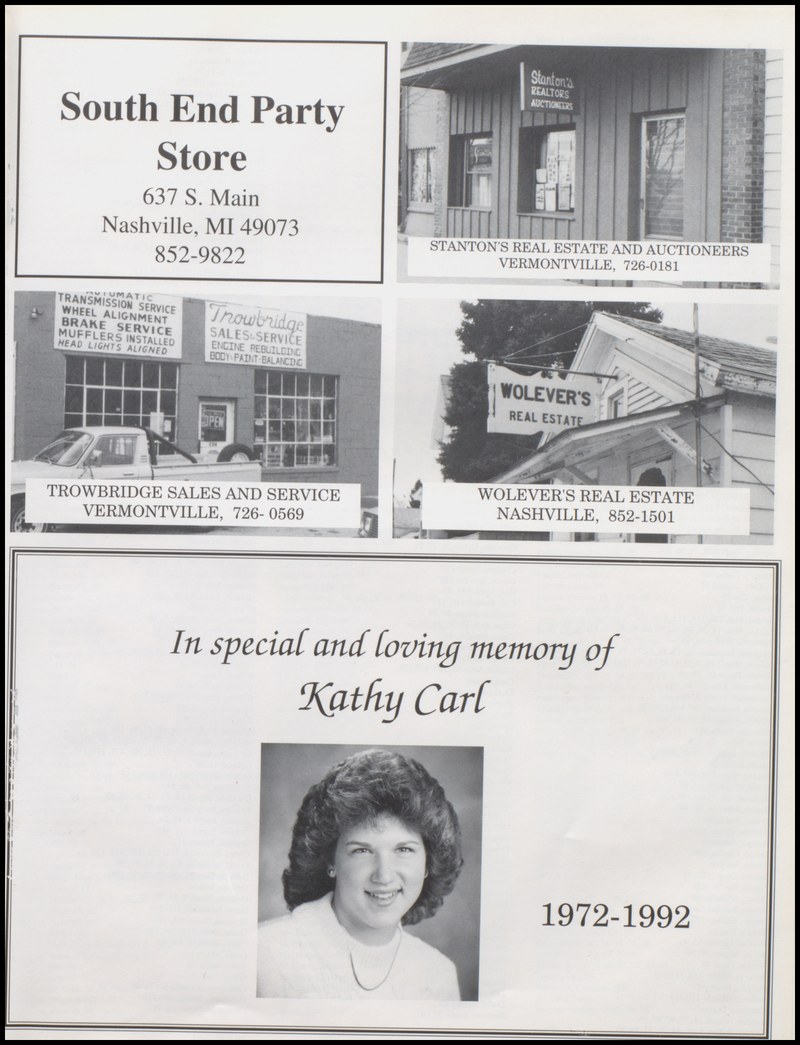 South End Party
Store
637 S. Main
Nashville, MI 49073
852-9822
Stanton's
REALTORS
AUCTIONEERS
STANTON'S REAL ESTATE AND AUCTIONEERS
VERMONTVILLE, 726-0181
AUTOMATIC
TRANSMISSION SERVICE
WHEEL ALIGNMENT
BRAKE SERVICE
MUFFLERS INSTALLED
HEAD LIGHTS ALIGNED
Trowbridge
SALES & SERVICE
ENGINE REBUILDING
BODY-PAINT-BALANCING
OPEN
TROWBRIDGE SALES AND SERVICE
VERMONTVILLE, 726- 0569
WOLEVER'S
REAL ESTATE
WOLEVER'S REAL ESTATE
NASHVILLE, 852-1501
In special and loving memory of
Kathy Carl
1972-1992